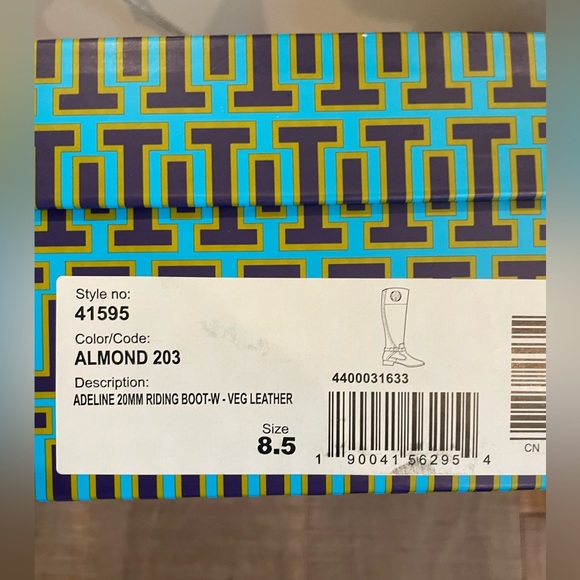 Style no:
41595
Color/Code:
ALMOND 203
Description:
ADELINE 20MM RIDING BOOT-W - VEG LEATHER
Size
8.5
4400031633
1 90041 56295 4
CN